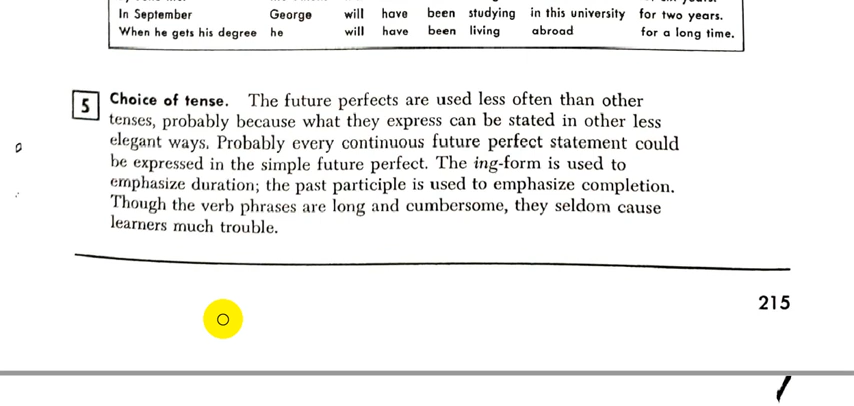 In September George will have been studying in this university for two years.
When he gets his degree he will have been living abroad for a long time.
5 Choice of tense. The future perfects are used less often than other
tenses, probably because what they express can be stated in other less
elegant ways. Probably every continuous future perfect statement could
be expressed in the simple future perfect. The ing-form is used to
emphasize duration; the past participle is used to emphasize completion.
Though the verb phrases are long and cumbersome, they seldom cause
learners much trouble.
215